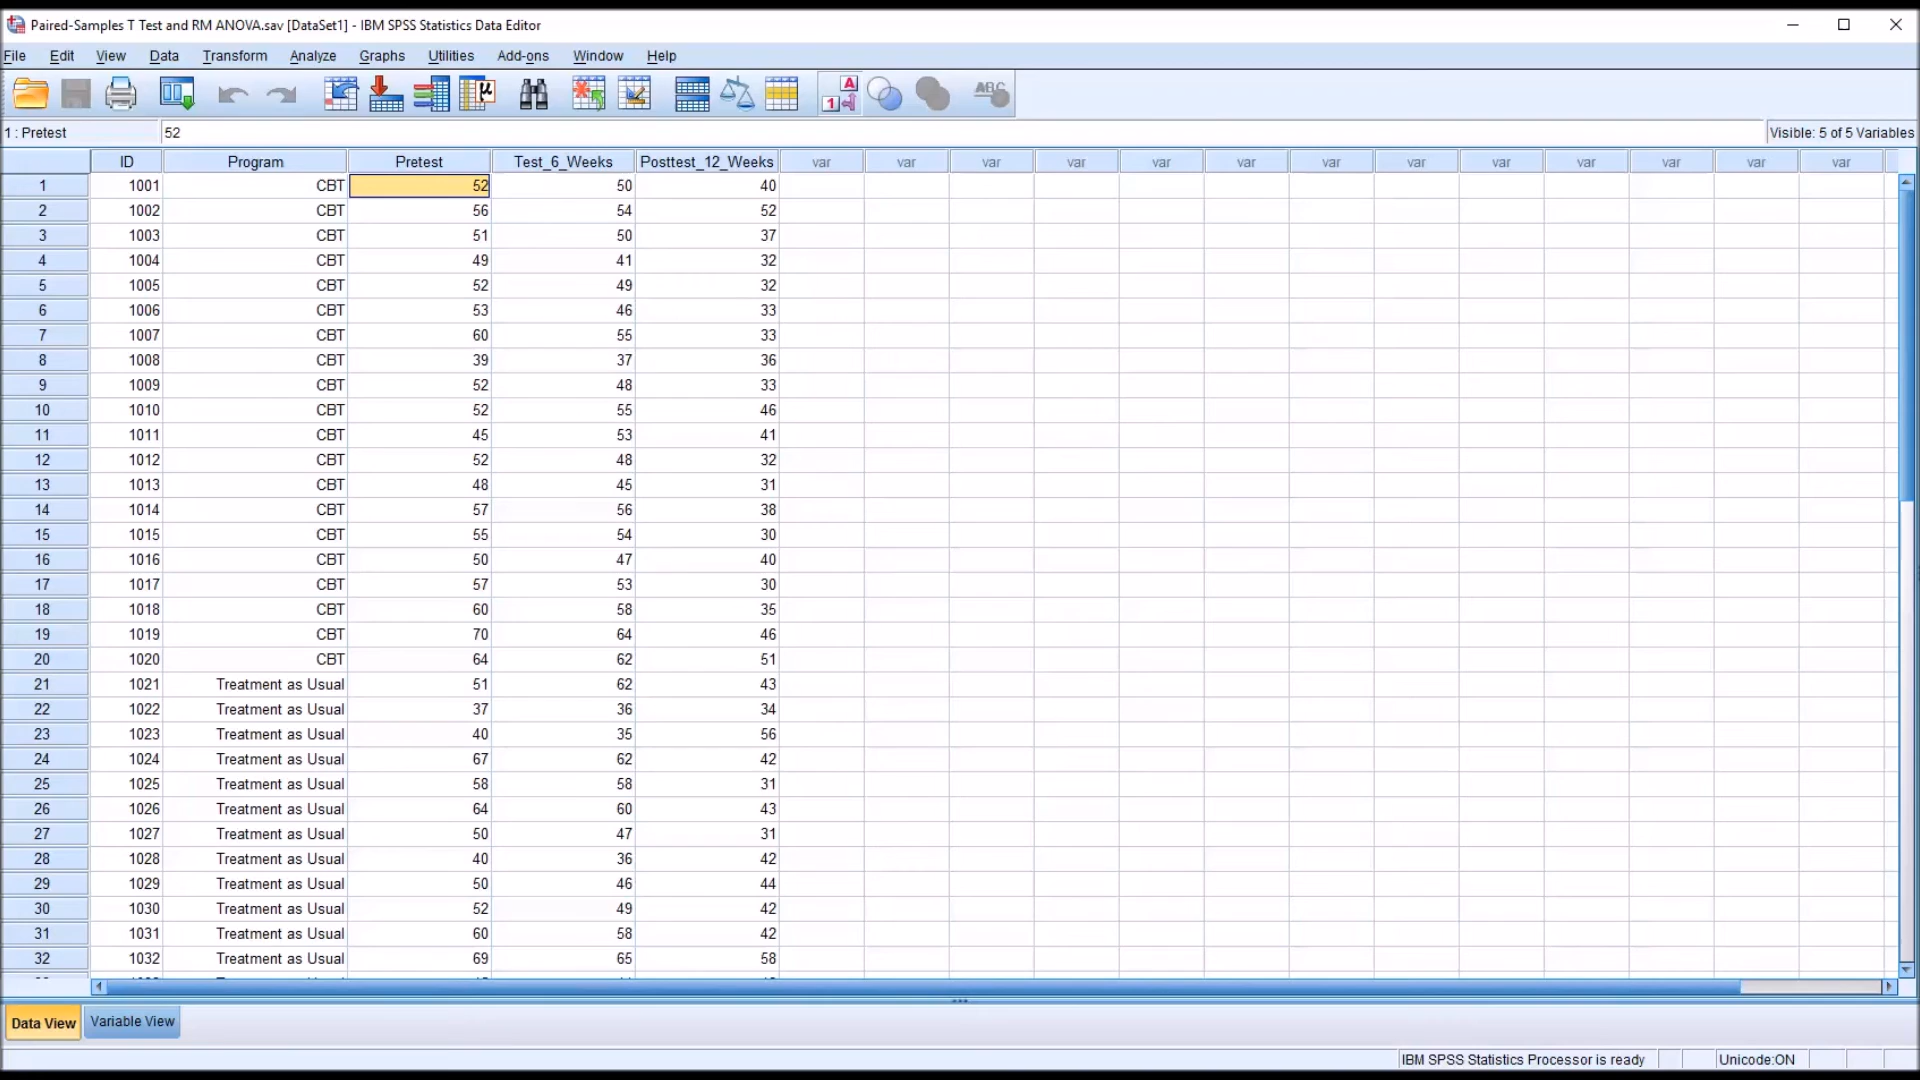 Paired-Samples T Test and RM ANOVA.sav [DataSet1] - IBM SPSS Statistics Data Editor
File Edit View Data Transform Analyze Graphs Utilities Add-ons Window Help
1 : Pretest 52 Visible: 5 of 5 Variables
ID Program Pretest Test_6_Weeks Posttest_12_Weeks var var var var var var var var var var var var var
1 1001 CBT 52 50 40
2 1002 CBT 56 54 52
3 1003 CBT 51 50 37
4 1004 CBT 49 41 32
5 1005 CBT 52 49 32
6 1006 CBT 53 46 33
7 1007 CBT 60 55 33
8 1008 CBT 39 37 36
9 1009 CBT 52 48 33
10 1010 CBT 52 55 46
11 1011 CBT 45 53 41
12 1012 CBT 52 48 32
13 1013 CBT 48 45 31
14 1014 CBT 57 56 38
15 1015 CBT 55 54 30
16 1016 CBT 50 47 40
17 1017 CBT 57 53 30
18 1018 CBT 60 58 35
19 1019 CBT 70 64 46
20 1020 CBT 64 62 51
21 1021 Treatment as Usual 51 62 43
22 1022 Treatment as Usual 37 36 34
23 1023 Treatment as Usual 40 35 56
24 1024 Treatment as Usual 67 62 42
25 1025 Treatment as Usual 58 58 31
26 1026 Treatment as Usual 64 60 43
27 1027 Treatment as Usual 50 47 31
28 1028 Treatment as Usual 40 36 42
29 1029 Treatment as Usual 50 46 44
30 1030 Treatment as Usual 52 49 42
31 1031 Treatment as Usual 60 58 42
32 1032 Treatment as Usual 69 65 58
Data View Variable View
IBM SPSS Statistics Processor is ready Unicode:ON